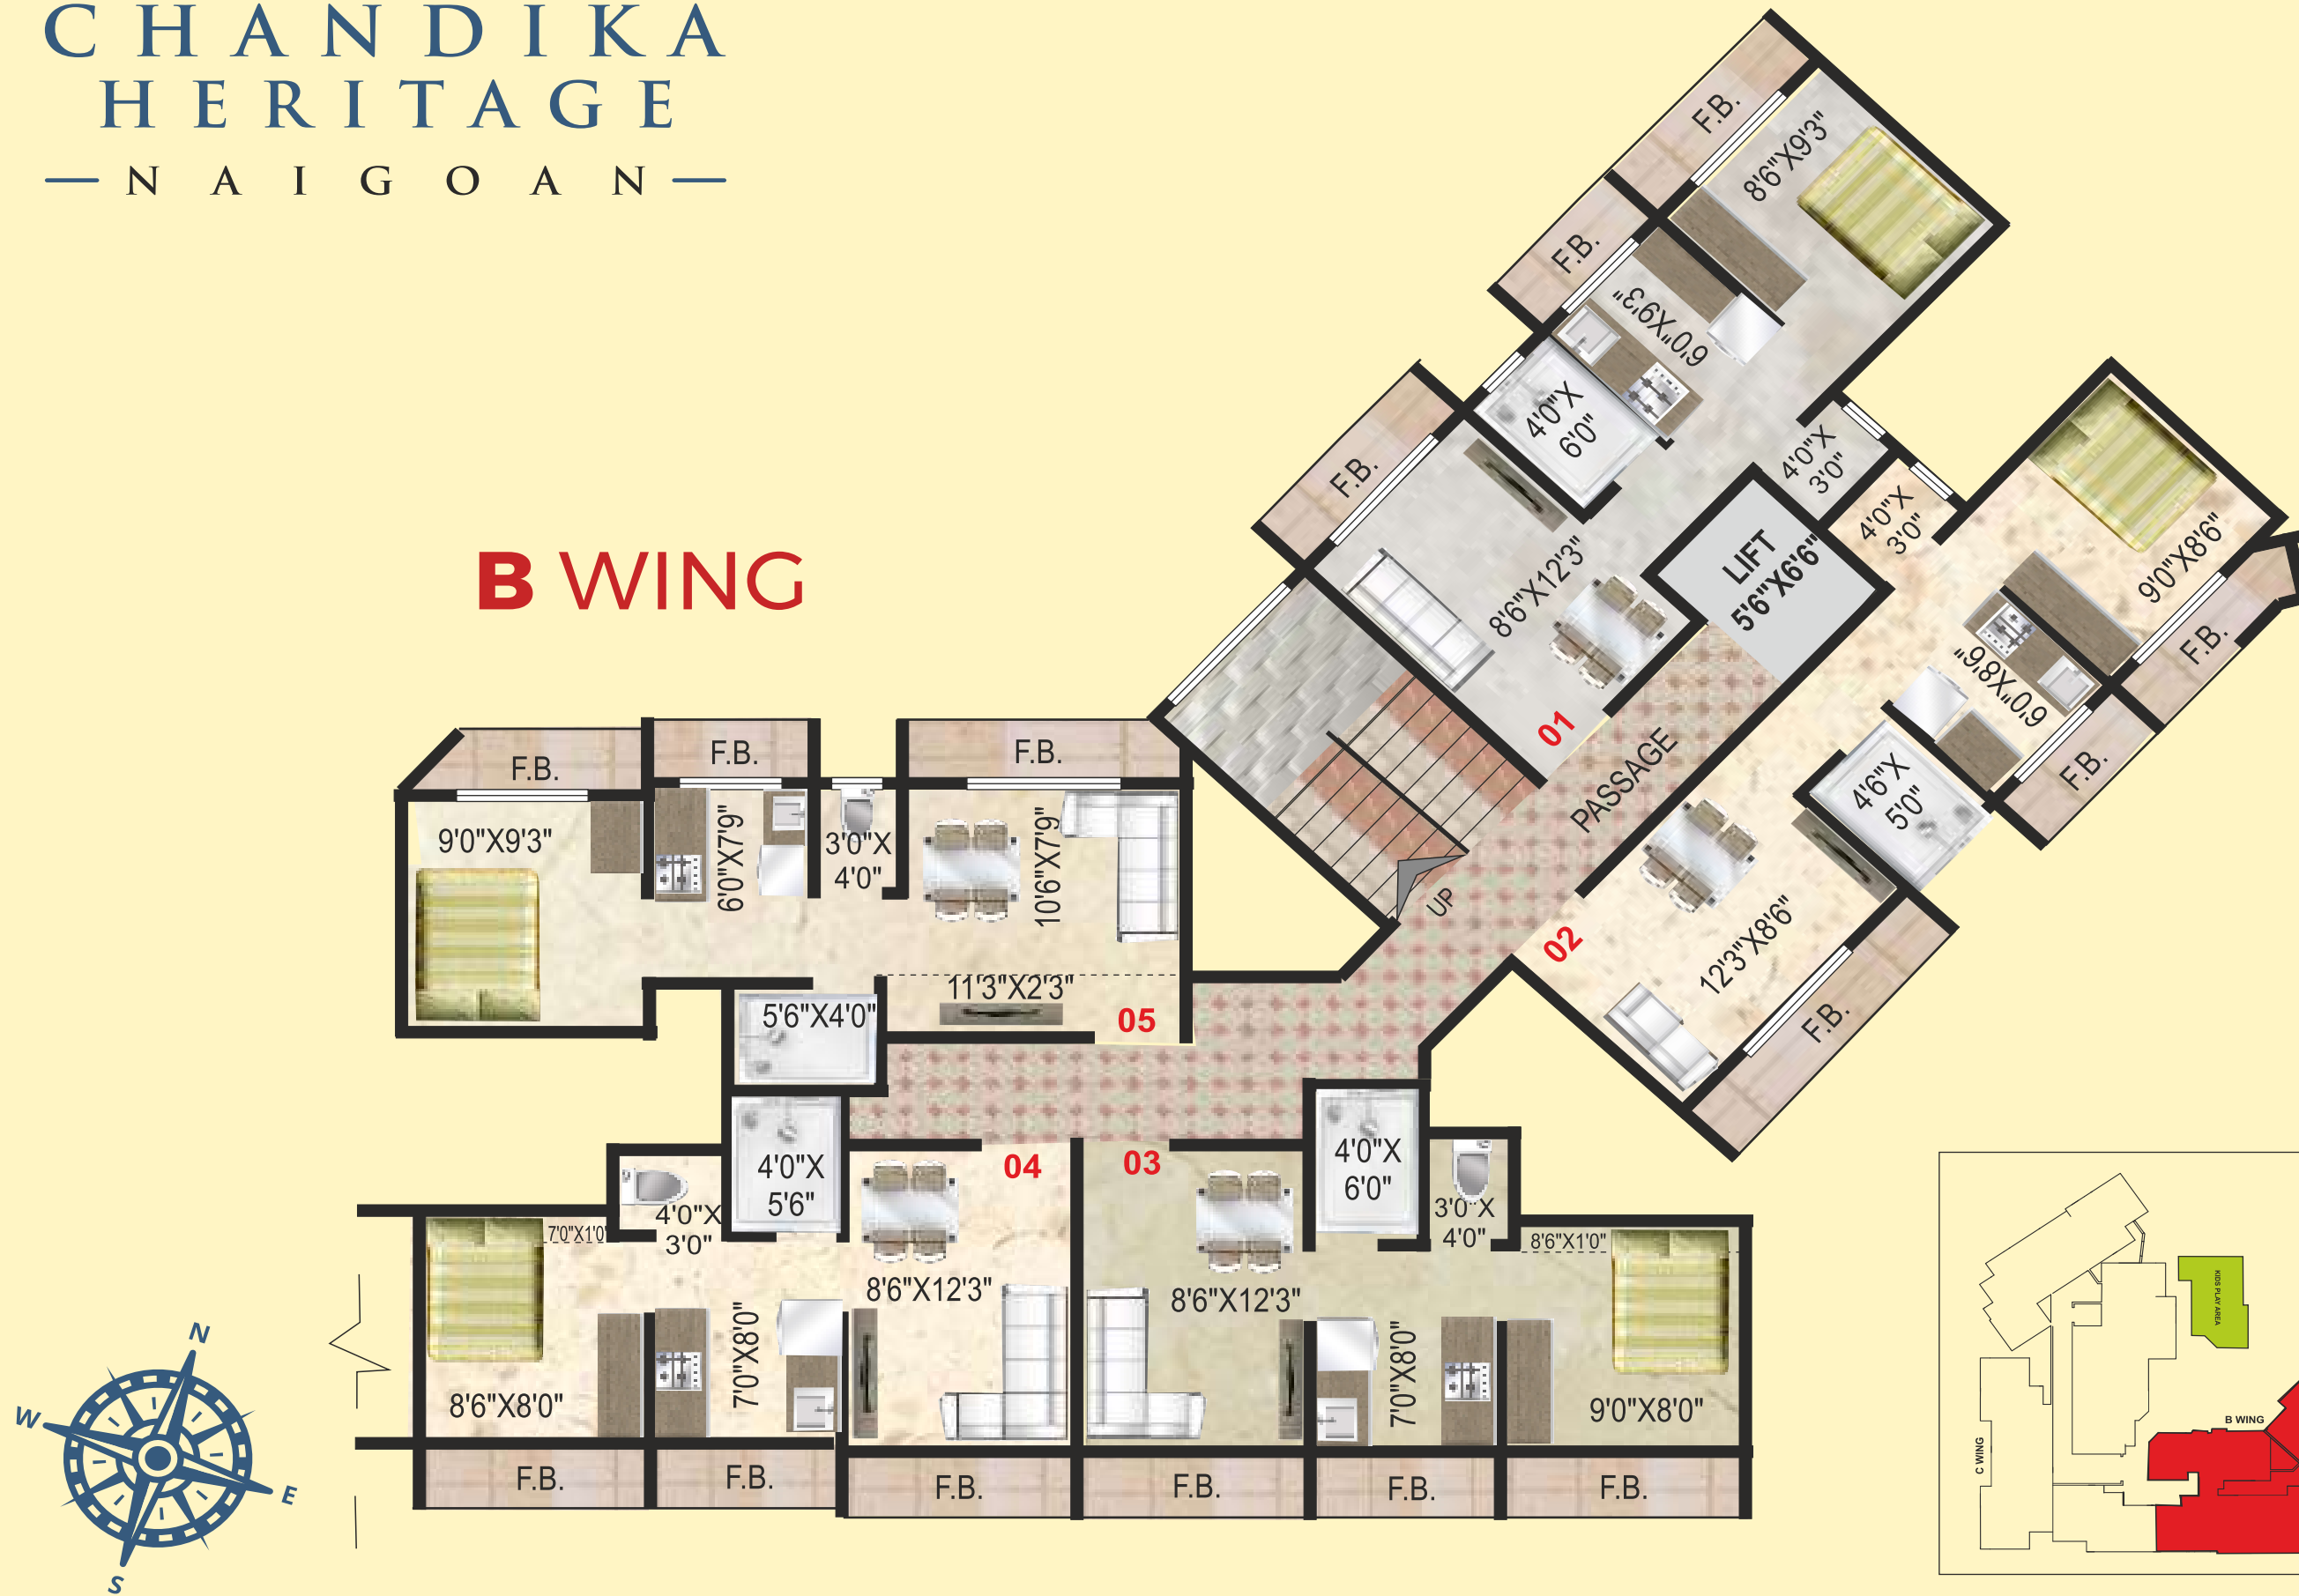 CHANDIKA
HERITAGE
NAIGOAN
B WING
F.B.
8'6"X9'3"
F.B.
6'0"X9'3"
4'0"X
6'0"
F.B.
4'0"X
3'0"
8'6"X12'3"
LIFT
5'6"X6'6"
01
4'0"X
3'0"
9'0"X8'6"
F.B.
6'0"X8'6"
F.B.
4'6"X
5'0"
PASSAGE
UP
02
12'3"X8'6"
F.B.
F.B.
F.B.
F.B.
9'0"X9'3"
6'0"X7'9"
3'0"X
4'0"
10'6"X7'9"
11'3"X2'3"
5'6"X4'0"
05
04
03
4'0"X
5'6"
4'0"X
3'0"
7'0"X1'0"
8'6"X12'3"
8'6"X12'3"
4'0"X
6'0"
3'0"X
4'0"
8'6"X1'0"
8'6"X8'0"
7'0"X8'0"
7'0"X8'0"
9'0"X8'0"
F.B.
F.B.
F.B.
F.B.
F.B.
F.B.
N
W
E
S
KIDS PLAY AREA
B WING
C WING